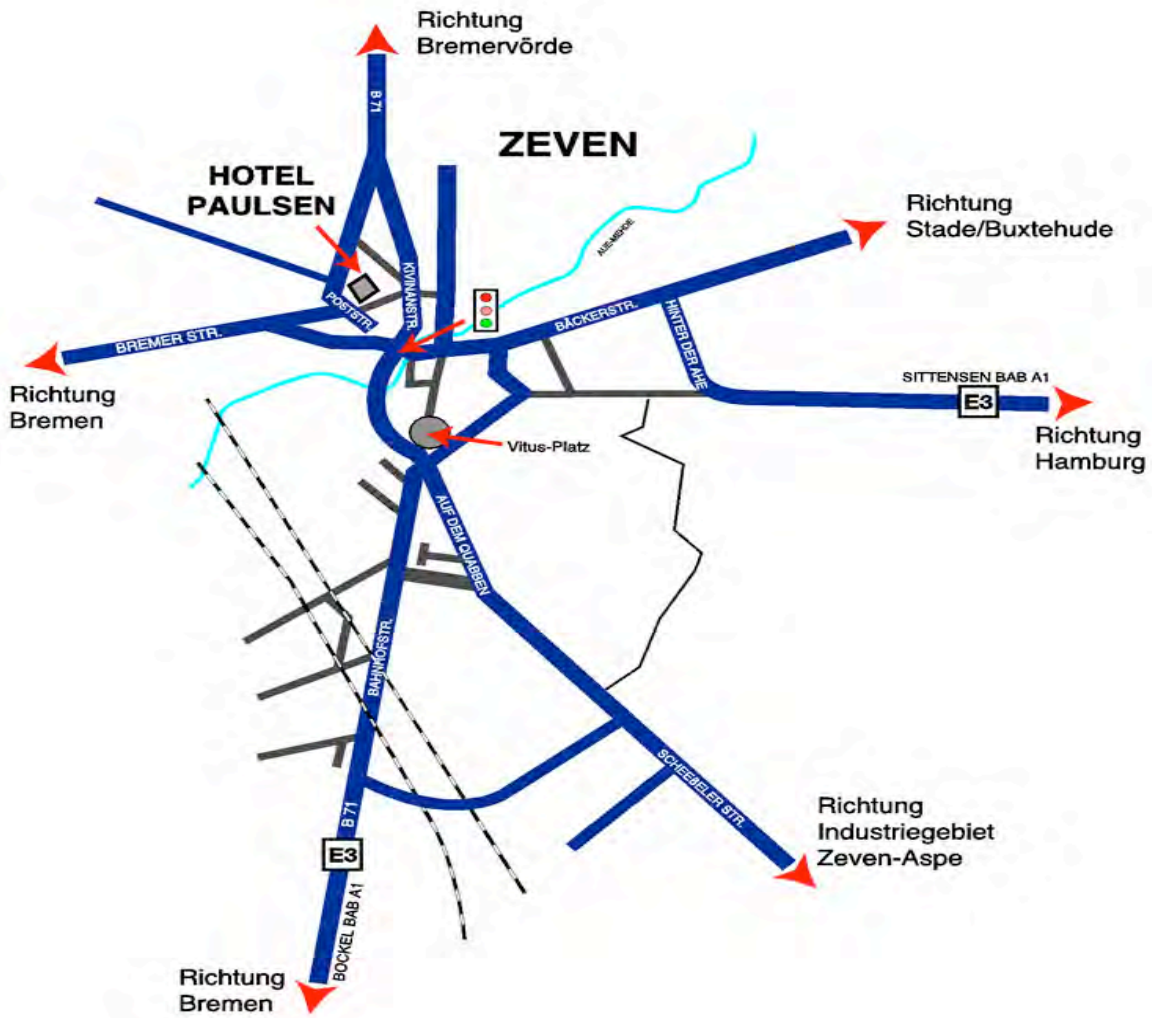 Richtung
Bremervörde
B 71
ZEVEN
HOTEL
PAULSEN
Richtung
Stade/Buxtehude
AUE-MEHDE
KIVINANSTR.
POSTSTR.
BREMER STR.
BÄCKERSTR.
HINTER DER AHE
SITTENSEN BAB A1
E3
Richtung
Bremen
Richtung
Hamburg
Vitus-Platz
AUF DEM QUABBEN
BAHNHOFSTR.
SCHEEßELER STR.
B 71
E3
BOCKEL BAB A1
Richtung
Industriegebiet
Zeven-Aspe
Richtung
Bremen